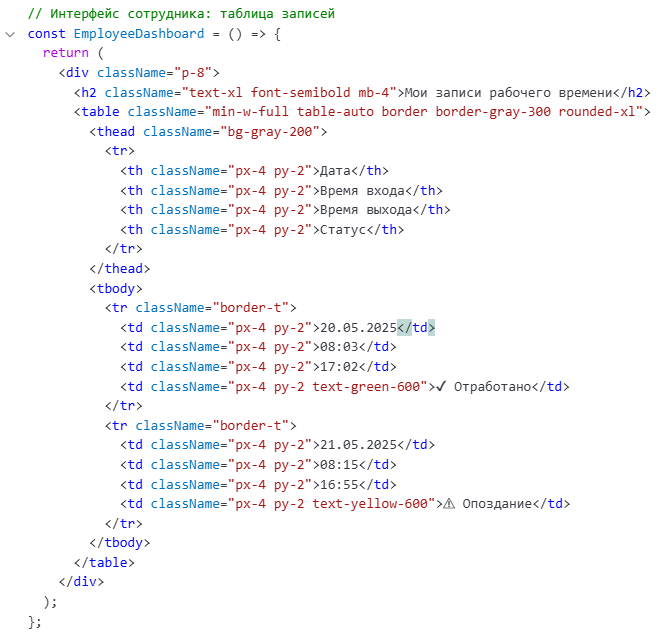 // Интерфейс сотрудника: таблица записей
const EmployeeDashboard = () => {
  return (
    <div className="p-8">
      <h2 className="text-xl font-semibold mb-4">Мои записи рабочего времени</h2>
      <table className="min-w-full table-auto border border-gray-300 rounded-xl">
        <thead className="bg-gray-200">
          <tr>
            <th className="px-4 py-2">Дата</th>
            <th className="px-4 py-2">Время входа</th>
            <th className="px-4 py-2">Время выхода</th>
            <th className="px-4 py-2">Статус</th>
          </tr>
        </thead>
        <tbody>
          <tr className="border-t">
            <td className="px-4 py-2">20.05.2025</td>
            <td className="px-4 py-2">08:03</td>
            <td className="px-4 py-2">17:02</td>
            <td className="px-4 py-2 text-green-600">✔ Отработано</td>
          </tr>
          <tr className="border-t">
            <td className="px-4 py-2">21.05.2025</td>
            <td className="px-4 py-2">08:15</td>
            <td className="px-4 py-2">16:55</td>
            <td className="px-4 py-2 text-yellow-600">⚠ Опоздание</td>
          </tr>
        </tbody>
      </table>
    </div>
  );
};